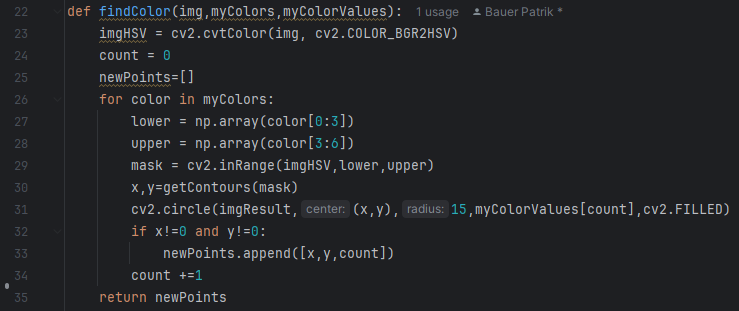 22 def findColor(img,myColors,myColorValues): 1 usage Bauer Patrik *
23 imgHSV = cv2.cvtColor(img, cv2.COLOR_BGR2HSV)
24 count = 0
25 newPoints=[]
26 for color in myColors:
27 lower = np.array(color[0:3])
28 upper = np.array(color[3:6])
29 mask = cv2.inRange(imgHSV,lower,upper)
30 x,y=getContours(mask)
31 cv2.circle(imgResult, center: (x,y), radius: 15,myColorValues[count],cv2.FILLED)
32 if x!=0 and y!=0:
33 newPoints.append([x,y,count])
34 count +=1
35 return newPoints